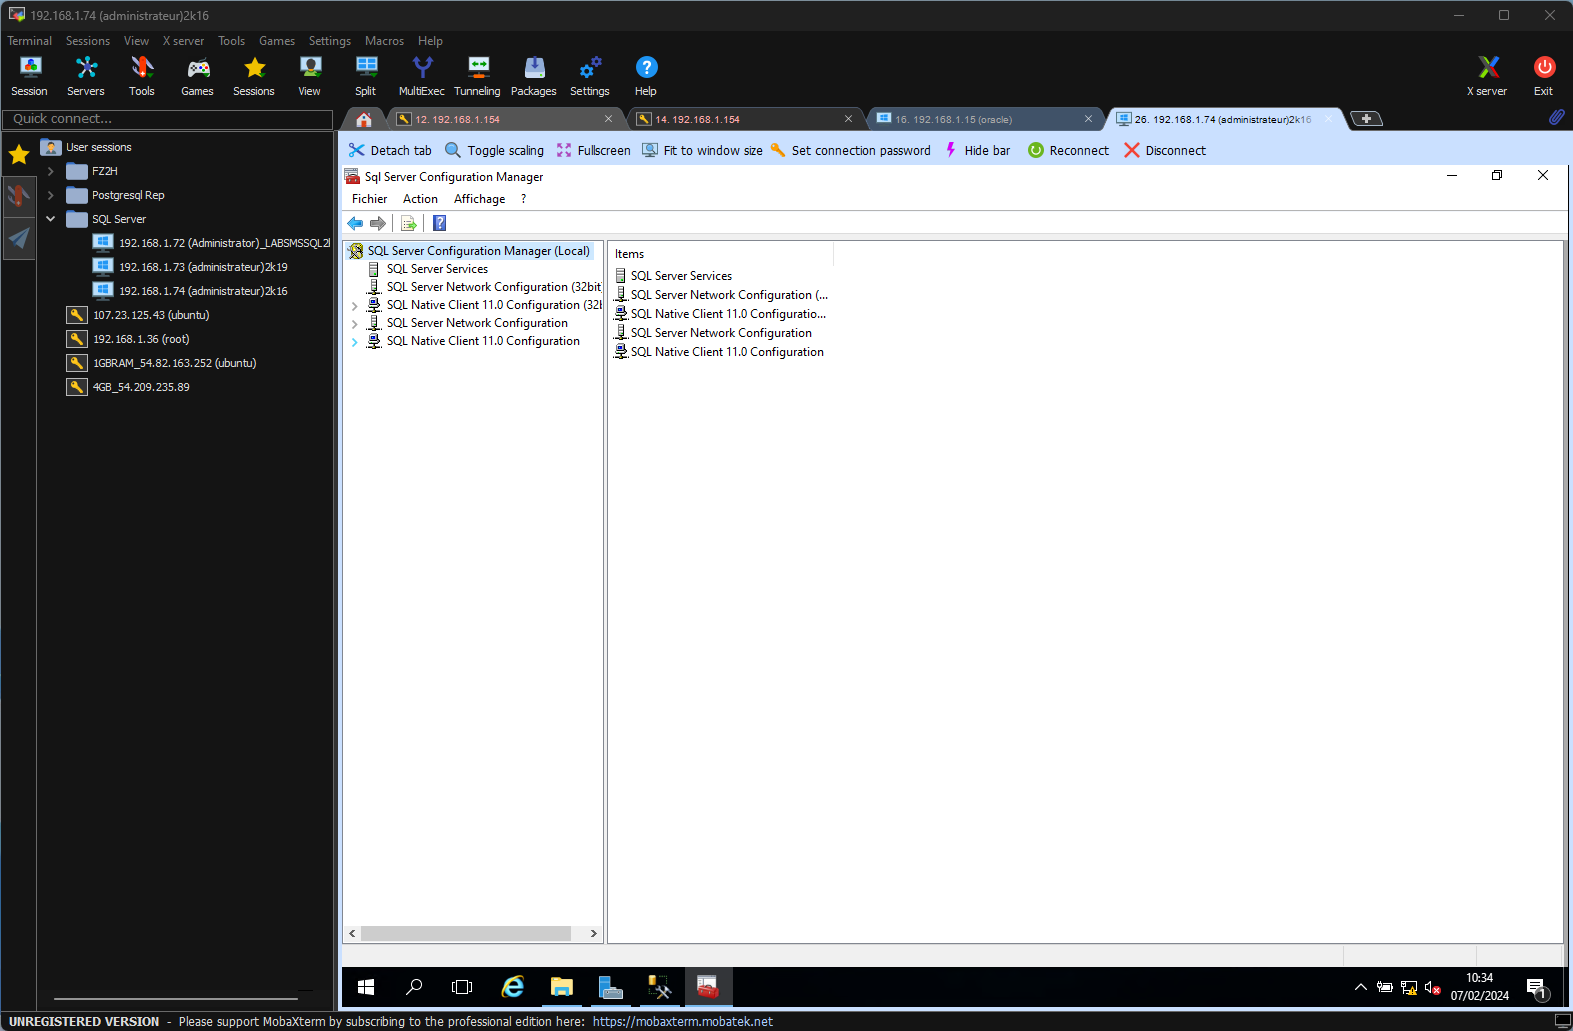 192.168.1.74 (administrateur)2k16
Terminal Sessions View X server Tools Games Settings Macros Help
Session Servers Tools Games Sessions View Split MultiExec Tunneling Packages Settings Help X server Exit
Quick connect...
12. 192.168.1.154
14. 192.168.1.154
16. 192.168.1.15 (oracle)
26. 192.168.1.74 (administrateur)2k16
Detach tab Toggle scaling Fullscreen Fit to window size Set connection password Hide bar Reconnect Disconnect
User sessions
FZ2H
Postgresql Rep
SQL Server
192.168.1.72 (Administrator)_LABSMSSQL2
192.168.1.73 (administrateur)2k19
192.168.1.74 (administrateur)2k16
107.23.125.43 (ubuntu)
192.168.1.36 (root)
1GBRAM_54.82.163.252 (ubuntu)
4GB_54.209.235.89
Sql Server Configuration Manager
Fichier Action Affichage ?
SQL Server Configuration Manager (Local)
SQL Server Services
SQL Server Network Configuration (32bit
SQL Native Client 11.0 Configuration (32b
SQL Server Network Configuration
SQL Native Client 11.0 Configuration
Items
SQL Server Services
SQL Server Network Configuration (...
SQL Native Client 11.0 Configuratio...
SQL Server Network Configuration
SQL Native Client 11.0 Configuration
10:34
07/02/2024
1
UNREGISTERED VERSION - Please support MobaXterm by subscribing to the professional edition here: https://mobaxterm.mobatek.net